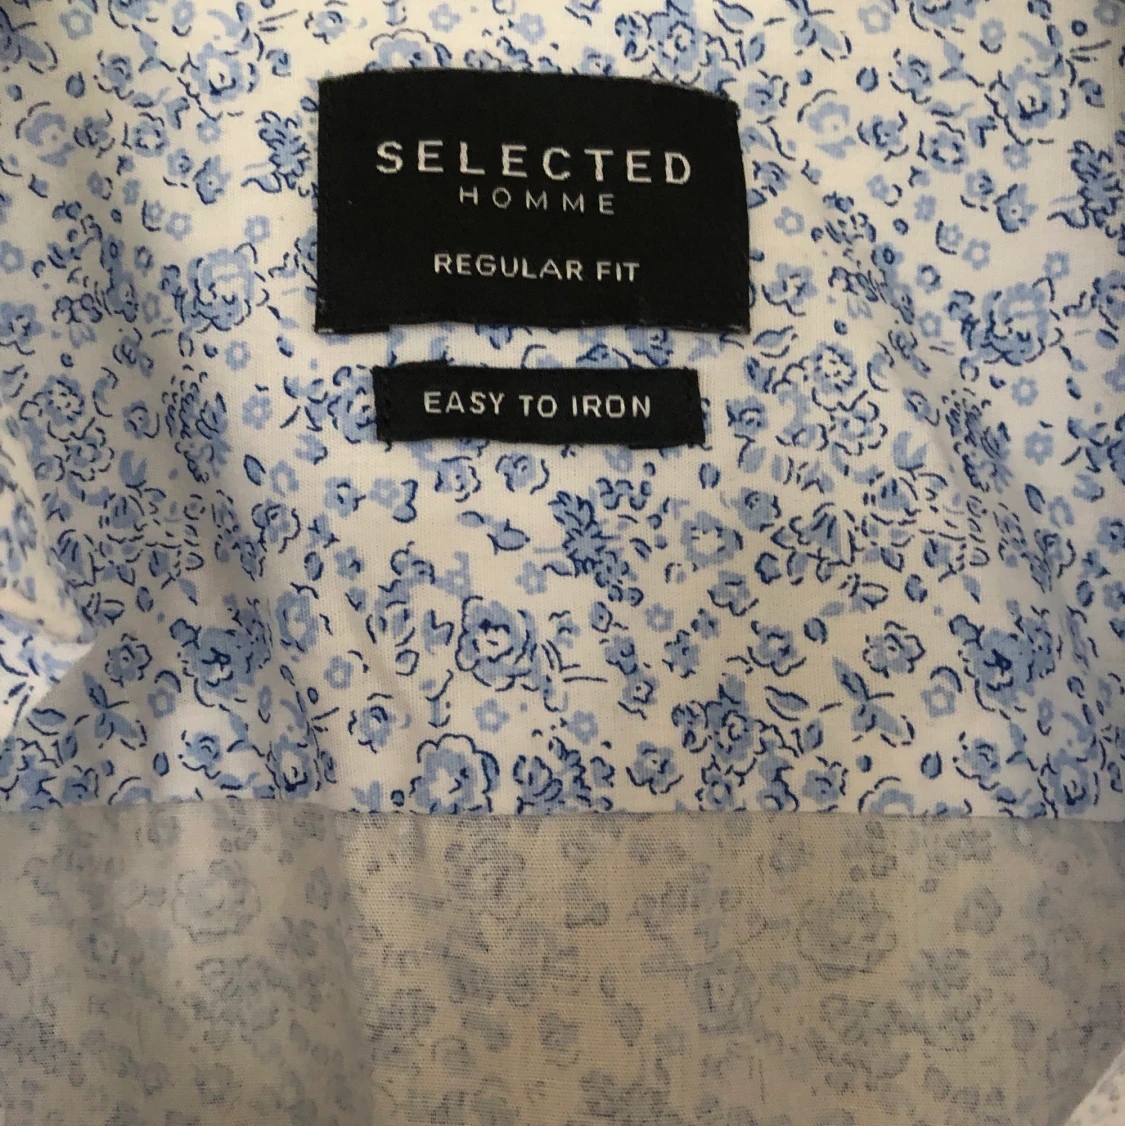 SELECTED
HOMME
REGULAR FIT
EASY TO IRON